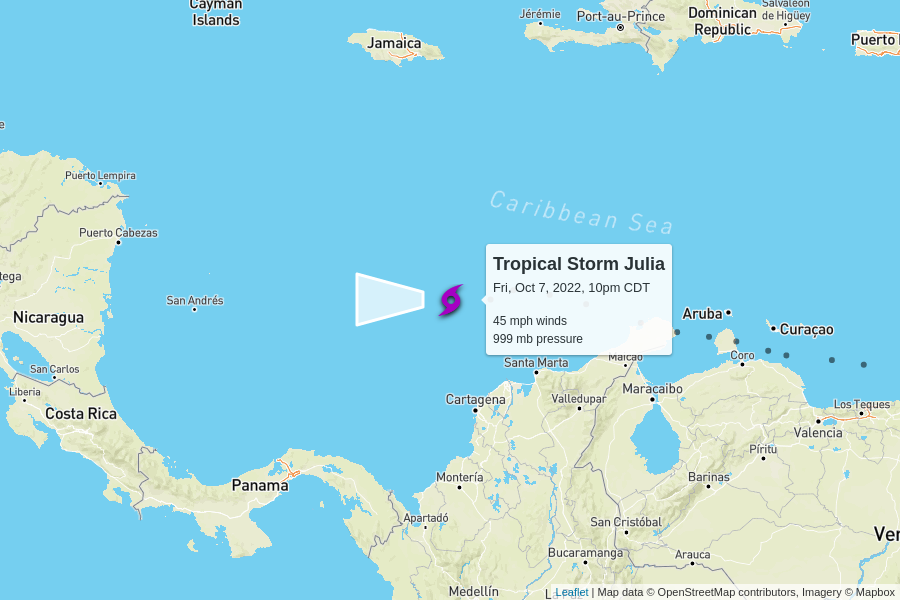 Cayman
Islands
Jamaica
Jérémie
Port-au-Prince
Dominican
Republic
Salvaleón
de Higüey
Puerto
e
Puerto Lempira
Puerto Cabezas
tega
San Andrés
Nicaragua
San Carlos
Liberia
Costa Rica
Panama
Caribbean Sea
Tropical Storm Julia
Fri, Oct 7, 2022, 10pm CDT
45 mph winds
999 mb pressure
Aruba
Curaçao
Santa Marta
Maicao
Coro
Cartagena
Valledupar
Maracaibo
Los Teques
Valencia
Píritu
Montería
Barinas
Apartadó
San Cristóbal
Ven
Bucaramanga
Arauca
Medellín
Leaflet | Map data © OpenStreetMap contributors, Imagery © Mapbox